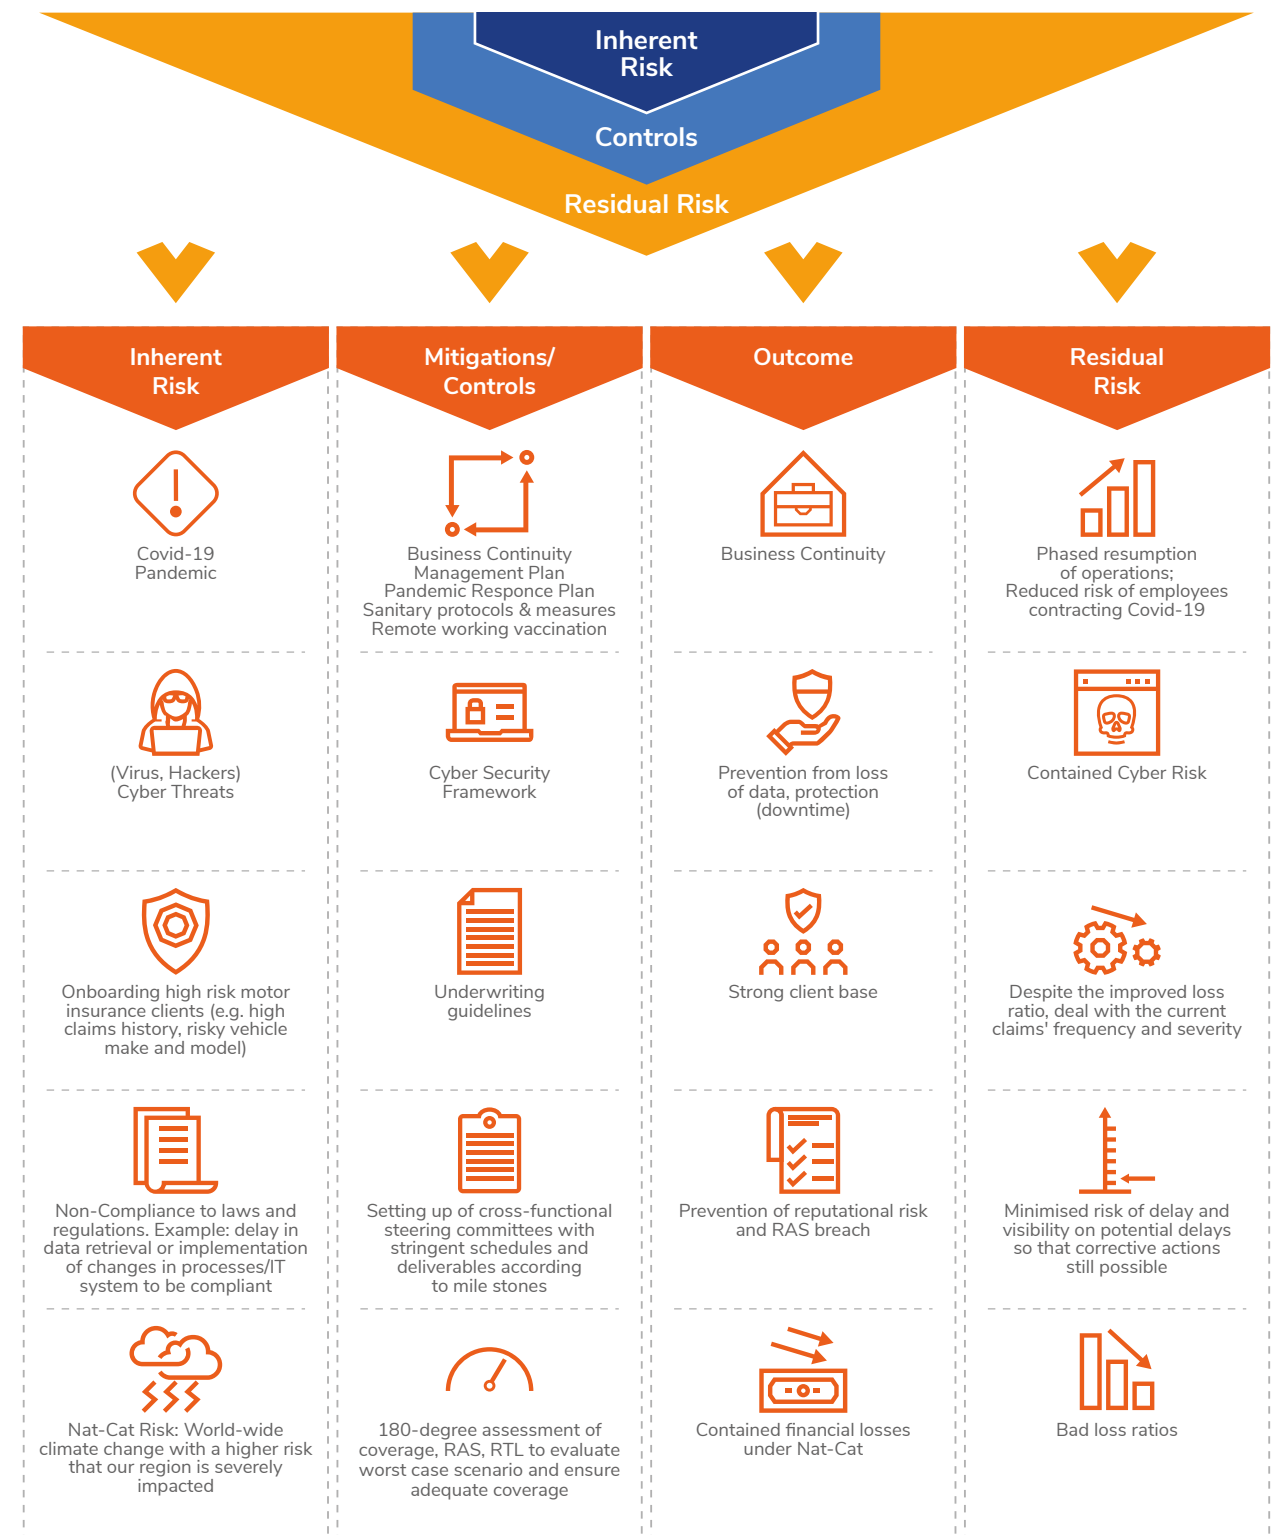 Inherent
Risk
Controls
Residual Risk
Inherent
Risk
Mitigations/
Controls
Outcome
Residual
Risk
Covid-19
Pandemic
Business Continuity
Management Plan
Pandemic Responce Plan
Sanitary protocols & measures
Remote working vaccination
Business Continuity
Phased resumption
of operations;
Reduced risk of employees
contracting Covid-19
(Virus, Hackers)
Cyber Threats
Cyber Security
Framework
Prevention from loss
of data, protection
(downtime)
Contained Cyber Risk
Onboarding high risk motor
insurance clients (e.g. high
claims history, risky vehicle
make and model)
Underwriting
guidelines
Strong client base
Despite the improved loss
ratio, deal with the current
claims' frequency and severity
Non-Compliance to laws and
regulations. Example: delay in
data retrieval or implementation
of changes in processes/IT
system to be compliant
Setting up of cross-functional
steering committees with
stringent schedules and
deliverables according
to mile stones
Prevention of reputational risk
and RAS breach
Minimised risk of delay and
visibility on potential delays
so that corrective actions
still possible
Nat-Cat Risk: World-wide
climate change with a higher risk
that our region is severely
impacted
180-degree assessment of
coverage, RAS, RTL to evaluate
worst case scenario and ensure
adequate coverage
Contained financial losses
under Nat-Cat
Bad loss ratios